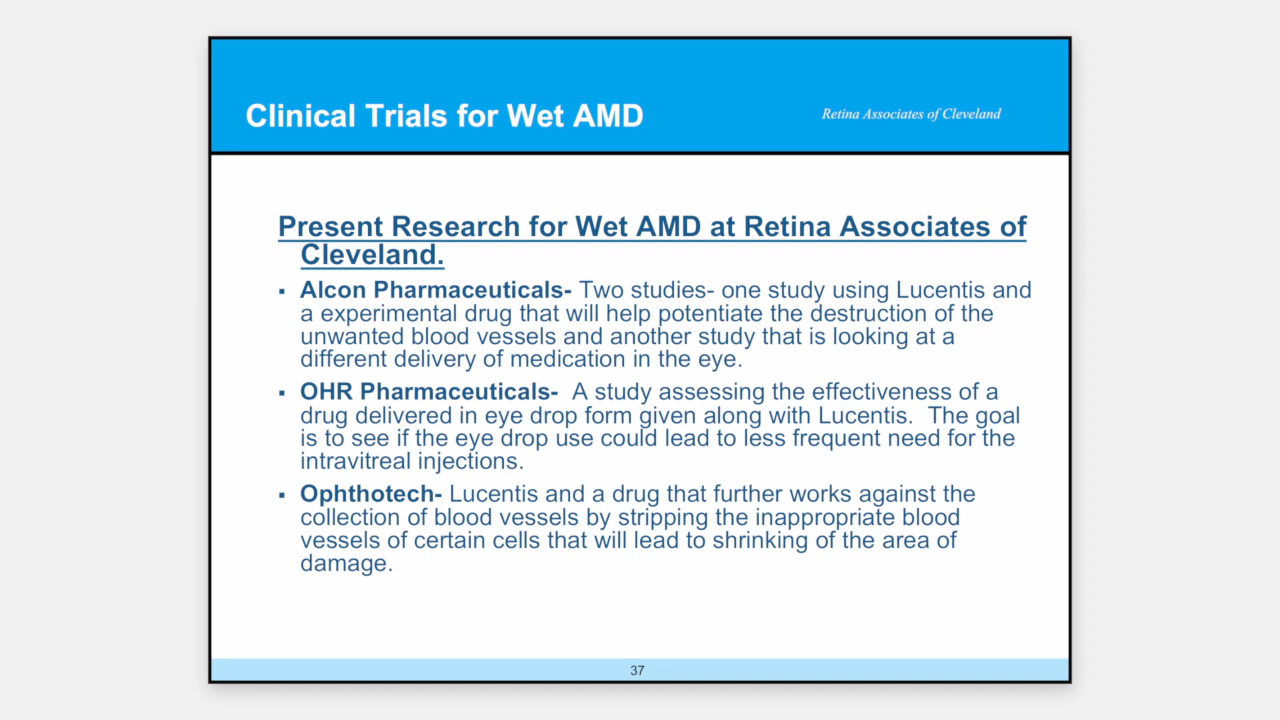 Clinical Trials for Wet AMD
Retina Associates of Cleveland
Present Research for Wet AMD at Retina Associates of
Cleveland.
▪ Alcon Pharmaceuticals- Two studies- one study using Lucentis and
a experimental drug that will help potentiate the destruction of the
unwanted blood vessels and another study that is looking at a
different delivery of medication in the eye.
▪ OHR Pharmaceuticals-  A study assessing the effectiveness of a
drug delivered in eye drop form given along with Lucentis.  The goal
is to see if the eye drop use could lead to less frequent need for the
intravitreal injections.
▪ Ophthotech- Lucentis and a drug that further works against the
collection of blood vessels by stripping the inappropriate blood
vessels of certain cells that will lead to shrinking of the area of
damage.
37